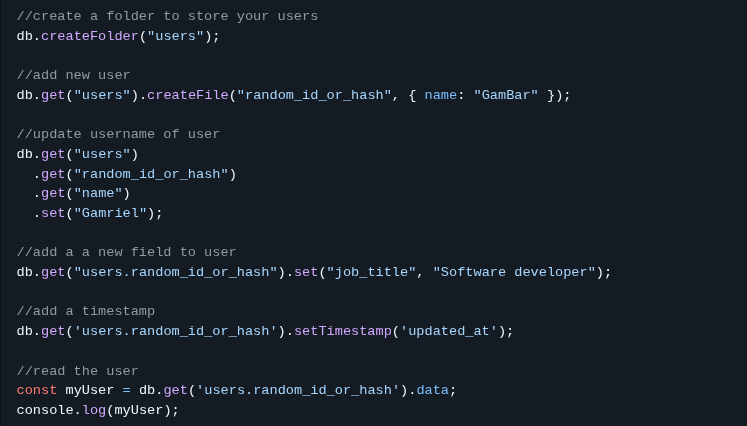 //create a folder to store your users
db.createFolder("users");
//add new user
db.get("users").createFile("random_id_or_hash", { name: "GamBar" });
//update username of user
db.get("users")
  .get("random_id_or_hash")
  .get("name")
  .set("Gamriel");
//add a a new field to user
db.get("users.random_id_or_hash").set("job_title", "Software developer");
//add a timestamp
db.get('users.random_id_or_hash').setTimestamp('updated_at');
//read the user
const myUser = db.get('users.random_id_or_hash').data;
console.log(myUser);